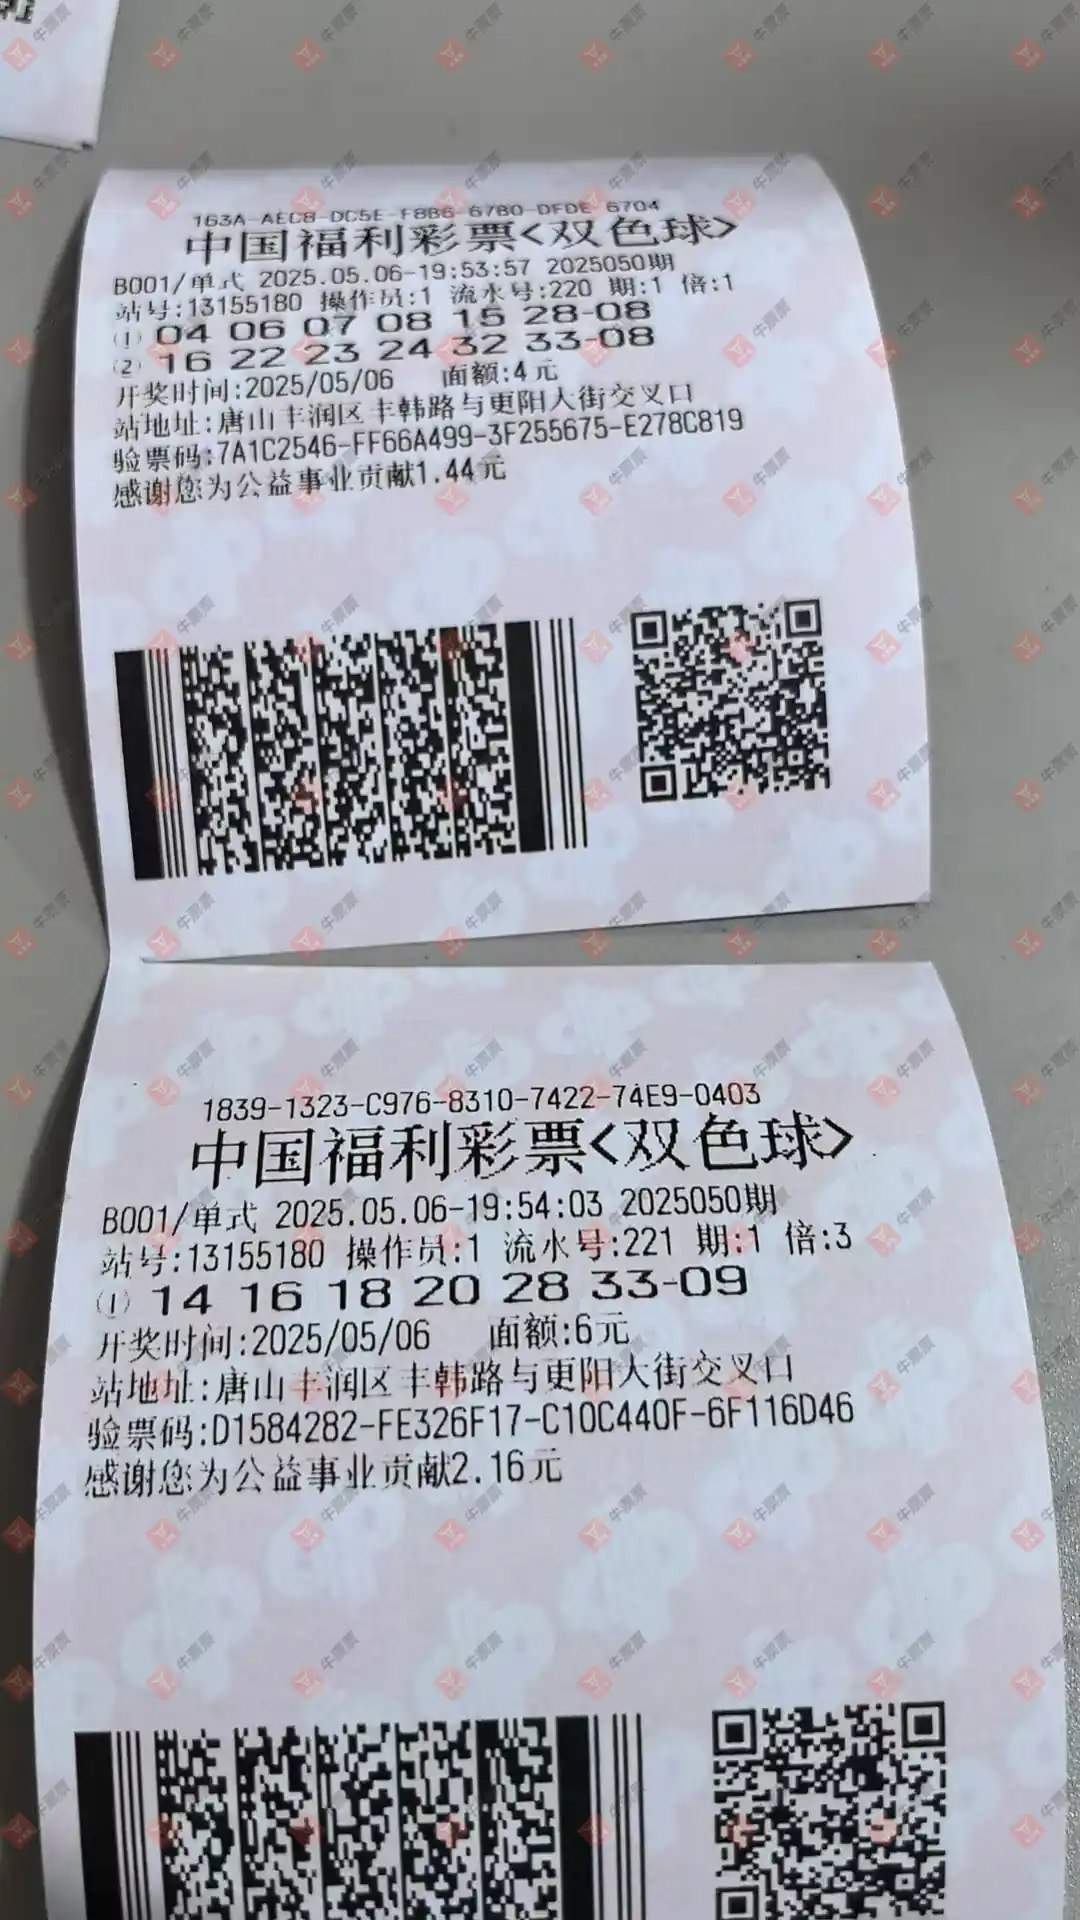 163A-AEC8-DC5E-F8B6-6780-DFDE-6704
中国福利彩票<双色球>
B001/单式 2025.05.06-19:53:57 2025050期
站号:13155180 操作员:1 流水号:220 期:1 倍:1
(1) 04 06 07 08 15 28-08
(2) 16 22 23 24 32 33-08
开奖时间:2025/05/06 面额:4元
站地址:唐山丰润区丰韩路与更阳大街交叉口
验票码:7A1C2546-FF66A499-3F255675-E278C819
感谢您为公益事业贡献1.44元
1839-1323-C976-8310-7422-74E9-0403
中国福利彩票<双色球>
B001/单式 2025.05.06-19:54:03 2025050期
站号:13155180 操作员:1 流水号:221 期:1 倍:3
(1) 14 16 18 20 28 33-09
开奖时间:2025/05/06 面额:6元
站地址:唐山丰润区丰韩路与更阳大街交叉口
验票码:D1584282-FE326F17-C10C440F-6F116D46
感谢您为公益事业贡献2.16元
牛票票